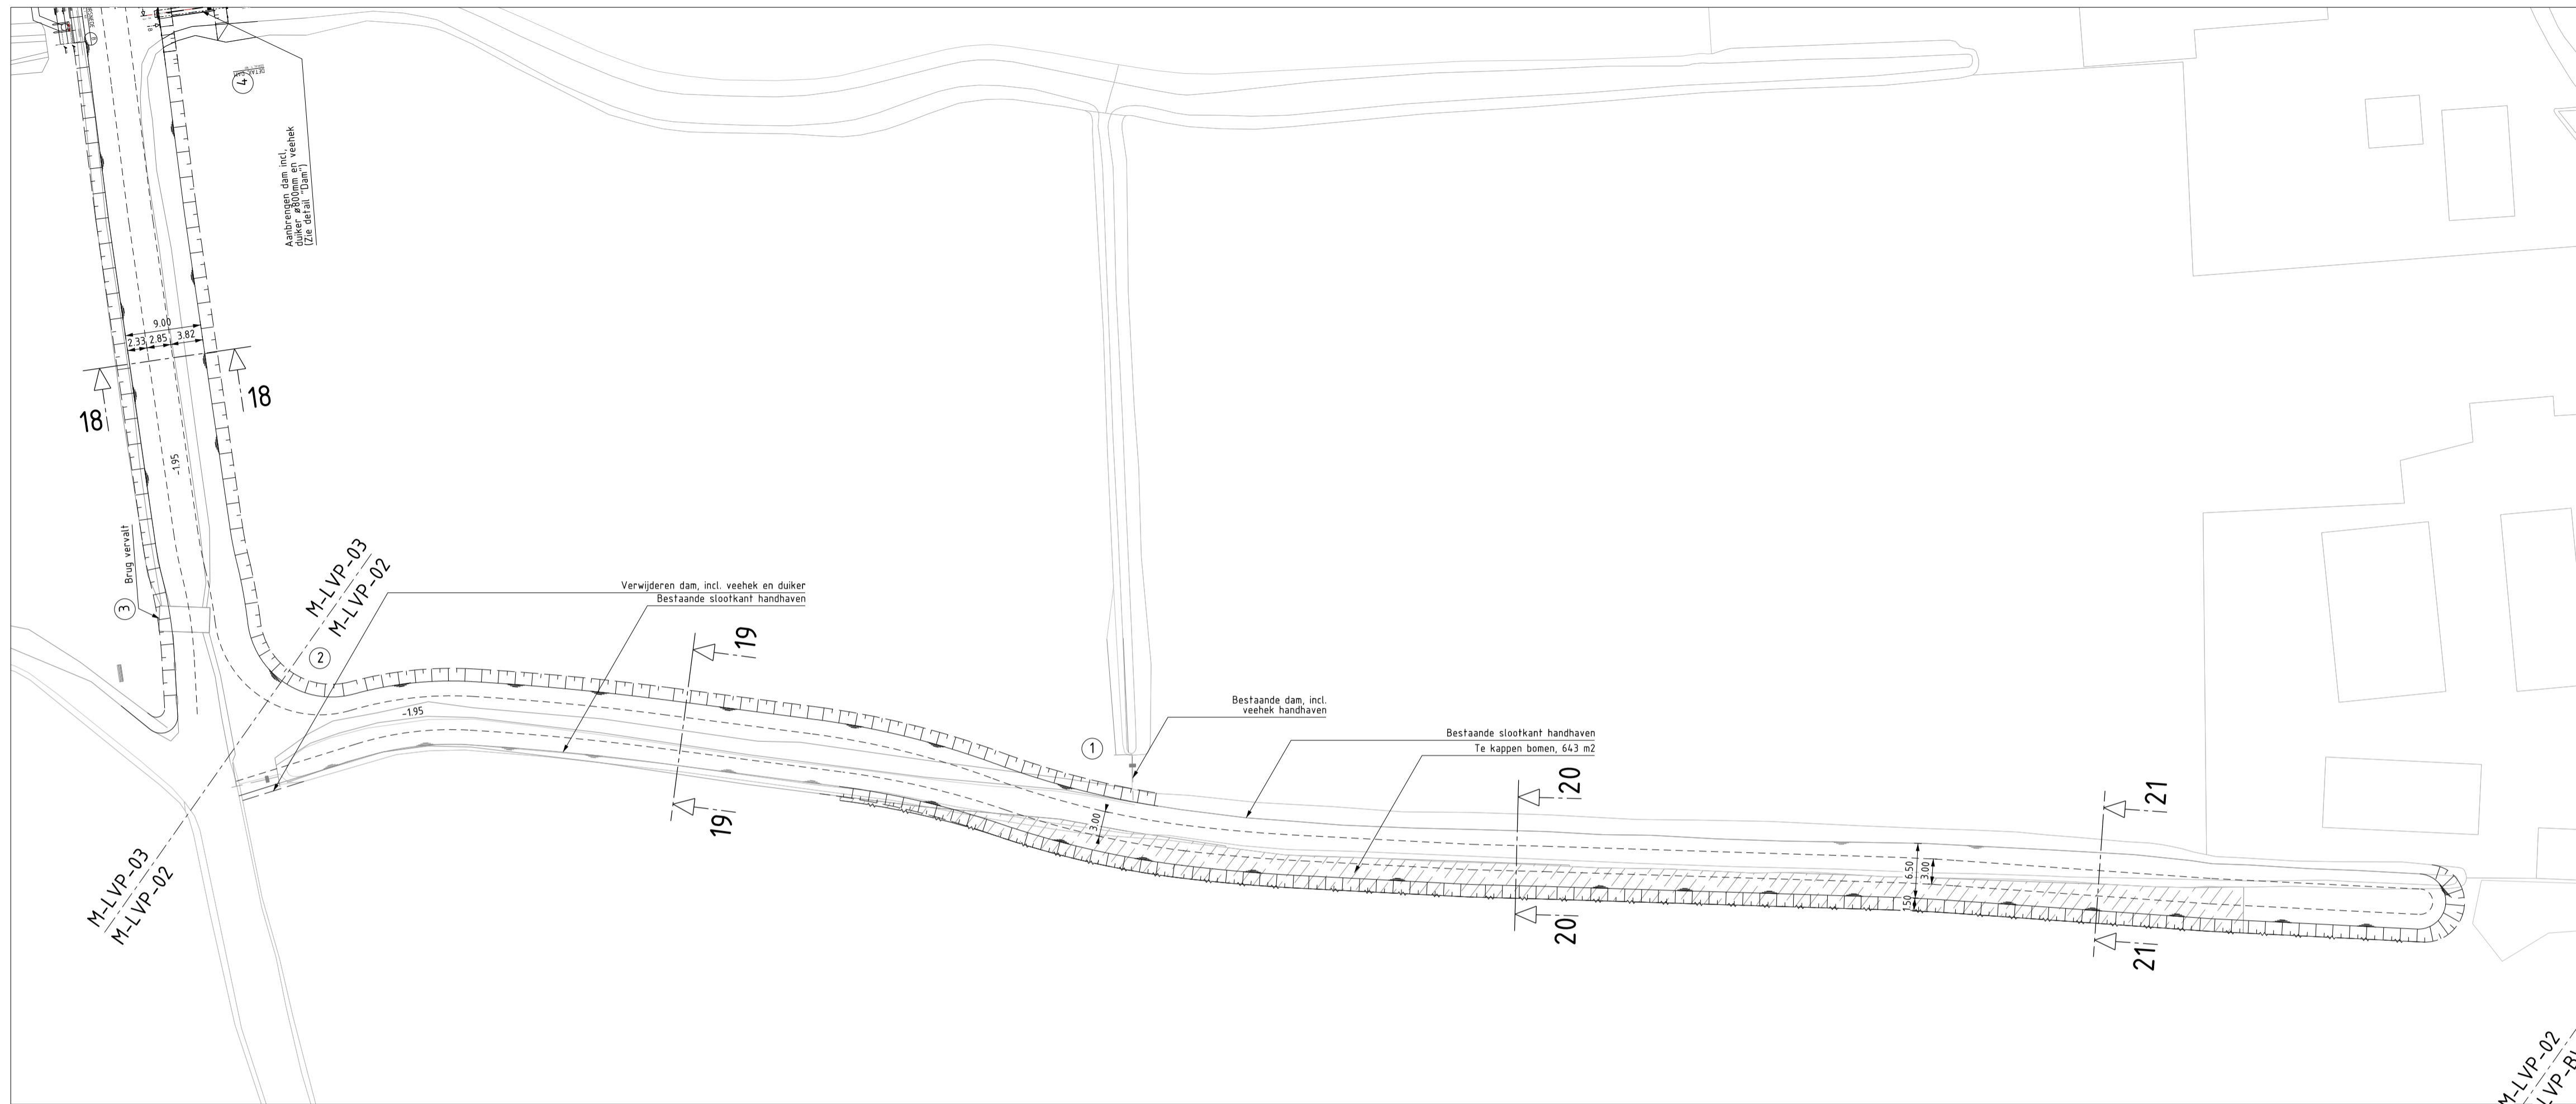 DETAIL DAM
4
Aanbrengen dam incl.
duiker ø800mm en veehek
(Zie detail "Dam")
9.00
2.33
2.85
3.82
18
18
-1.95
Brug vervalt
3
M-LVP-03
M-LVP-02
2
Verwijderen dam, incl. veehek en duiker
Bestaande slootkant handhaven
19
19
-1.95
1
Bestaande dam, incl.
veehek handhaven
Bestaande slootkant handhaven
Te kappen bomen, 643 m2
3.00
20
20
21
21
6.50
3.00
1.50
M-LVP-03
M-LVP-02
M-LVP-02